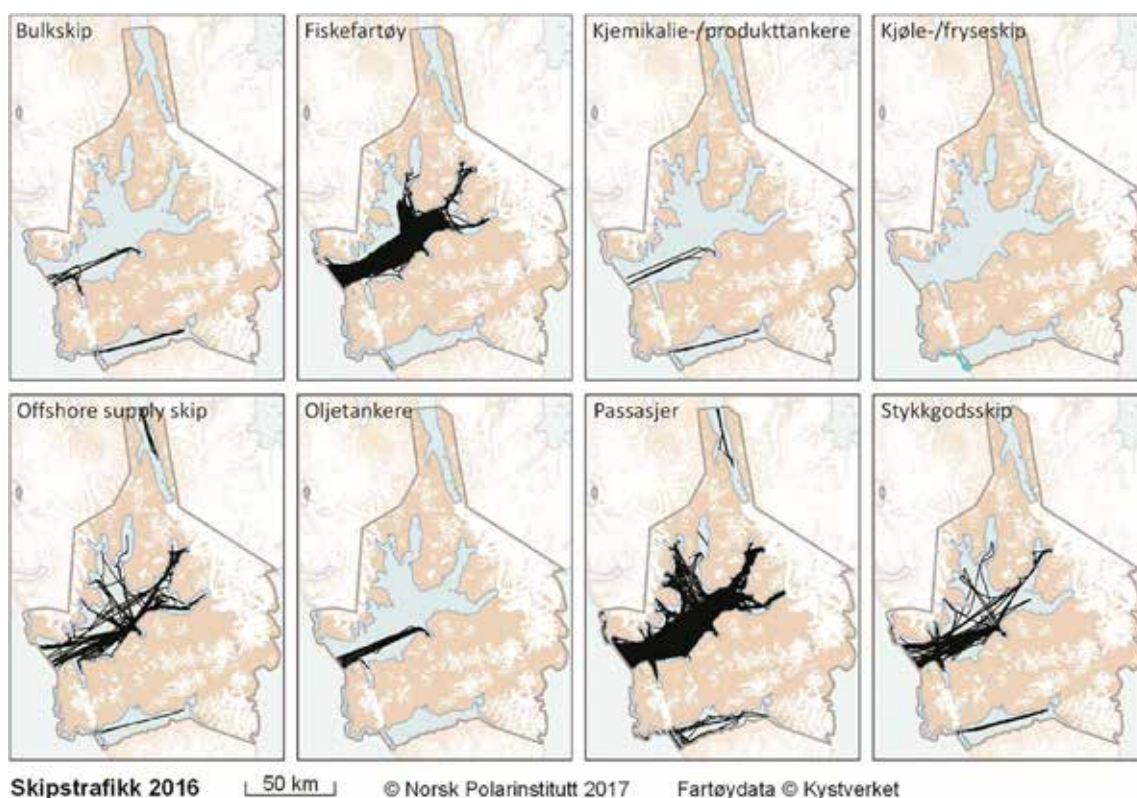 Bulkskip
Fiskefartøy
Kjemikalie-/produkttankere
Kjøle-/fryseskip
Offshore supply skip
Oljetankere
Passasjer
Stykkgodsskip
Skipstrafikk 2016 50 km © Norsk Polarinstitutt 2017 Fartøydata © Kystverket